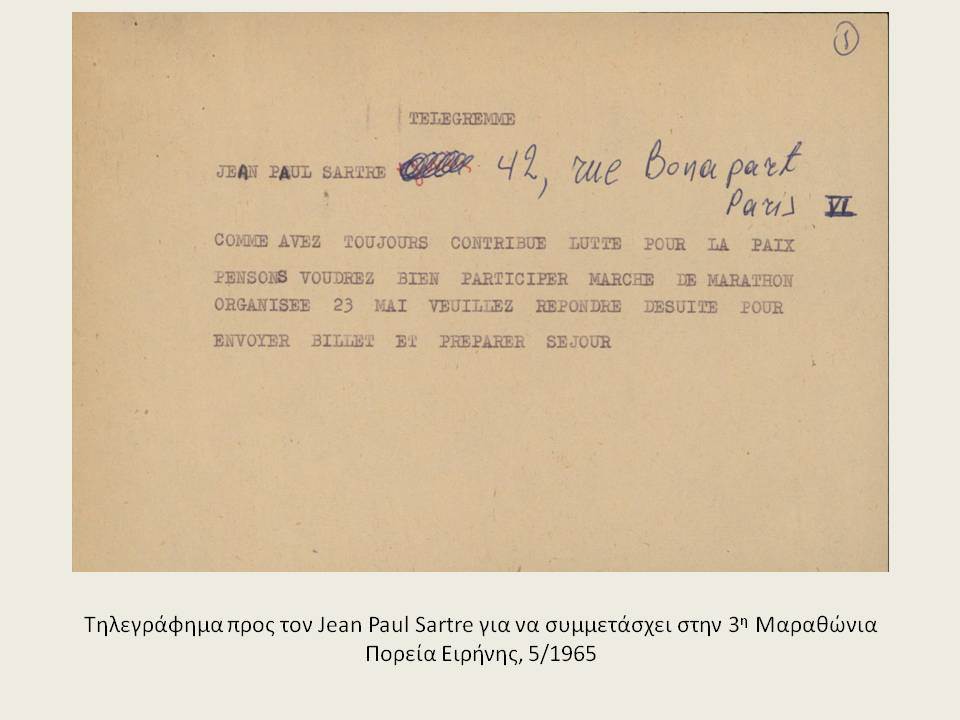 1
TELEGREMME
JEAN PAUL SARTRE 42, rue Bonapart
Paris VI
COMME AVEZ TOUJOURS CONTRIBUE LUTTE POUR LA PAIX
PENSONS VOUDREZ BIEN PARTICIPER MARCHE DE MARATHON
ORGANISEE 23 MAI VEUILLEZ REPONDRE DESUITE POUR
ENVOYER BILLET ET PREPARER SEJOUR
Τηλεγράφημα προς τον Jean Paul Sartre για να συμμετάσχει στην 3η Μαραθώνια
Πορεία Ειρήνης, 5/1965